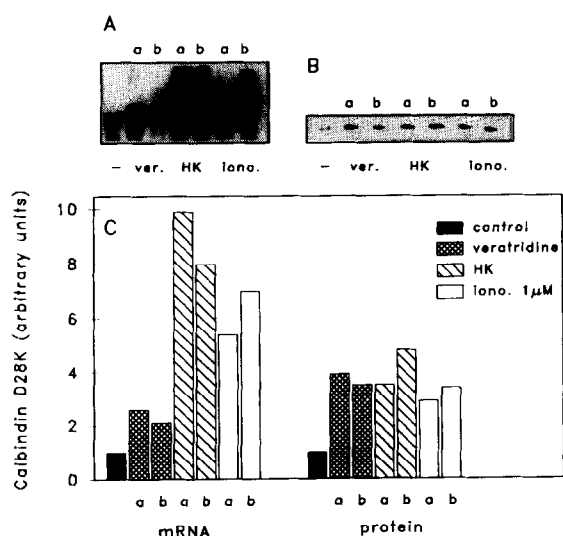 A
a b a b a b
– ver. HK iono.
B
a b a b a b
– ver. HK iono.
C
Calbindin D28K (arbitrary units)
10
8
6
4
2
0
control
veratridine
HK
iono. 1μM
a b a b a b
mRNA
a b a b a b
protein